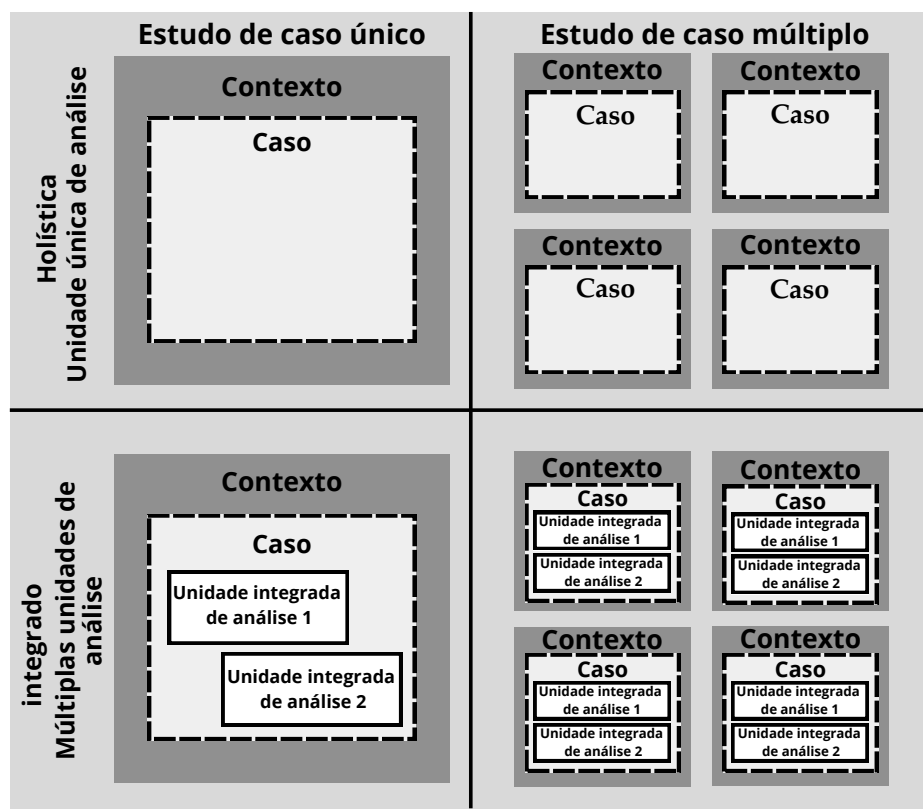 Estudo de caso único
Estudo de caso múltiplo
Holística
Unidade única de análise
Contexto
Caso
Contexto
Caso
Contexto
Caso
Contexto
Caso
Contexto
Caso
integrado
Múltiplas unidades de
análise
Contexto
Caso
Unidade integrada
de análise 1
Unidade integrada
de análise 2
Contexto
Caso
Unidade integrada
de análise 1
Unidade integrada
de análise 2
Contexto
Caso
Unidade integrada
de análise 1
Unidade integrada
de análise 2
Contexto
Caso
Unidade integrada
de análise 1
Unidade integrada
de análise 2
Contexto
Caso
Unidade integrada
de análise 1
Unidade integrada
de análise 2